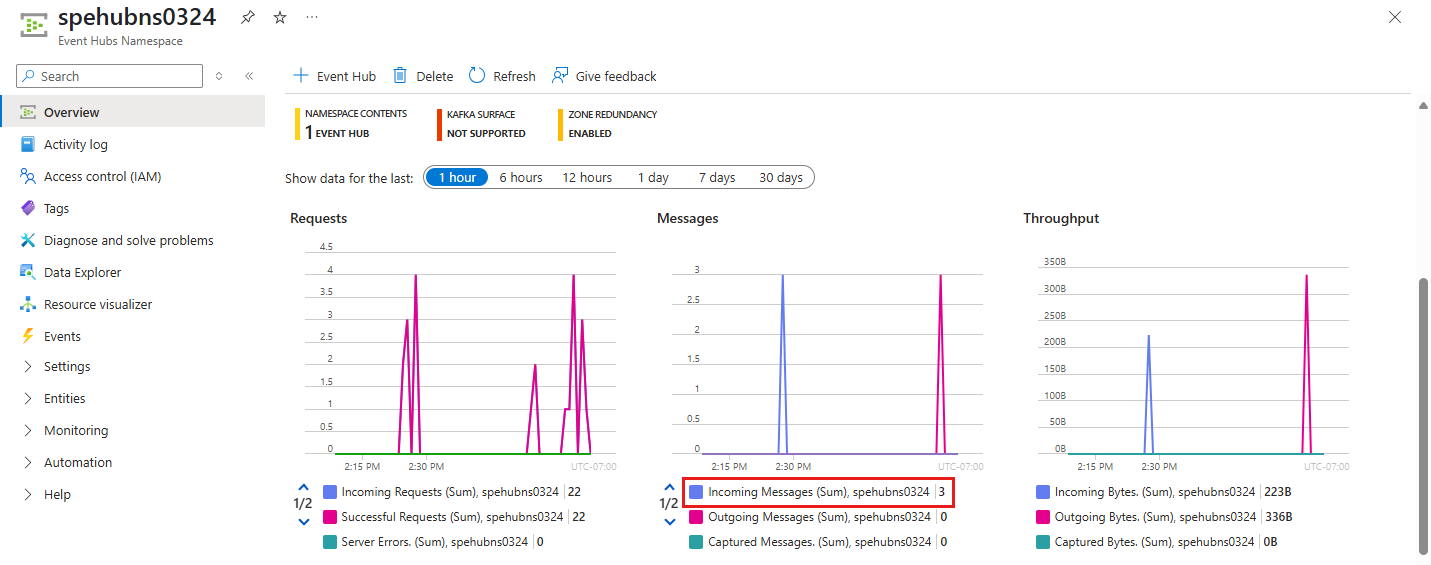 spehubns0324
Event Hubs Namespace
Search
Event Hub Delete Refresh Give feedback
Overview
Activity log
Access control (IAM)
Tags
Diagnose and solve problems
Data Explorer
Resource visualizer
Events
Settings
Entities
Monitoring
Automation
Help
NAMESPACE CONTENTS
1 EVENT HUB
KAFKA SURFACE
NOT SUPPORTED
ZONE REDUNDANCY
ENABLED
Show data for the last: 1 hour 6 hours 12 hours 1 day 7 days 30 days
Requests
4.5
4
3.5
3
2.5
2
1.5
1
0.5
0
2:15 PM 2:30 PM UTC-07:00
1/2
Incoming Requests (Sum), spehubns0324 22
Successful Requests (Sum), spehubns0324 22
Server Errors. (Sum), spehubns0324 0
Messages
3
2.5
2
1.5
1
0.5
0
2:15 PM 2:30 PM UTC-07:00
1/2
Incoming Messages (Sum), spehubns0324 3
Outgoing Messages (Sum), spehubns0324 0
Captured Messages. (Sum), spehubns0324 0
Throughput
350B
300B
250B
200B
150B
100B
50B
0B
2:15 PM 2:30 PM UTC-07:00
Incoming Bytes. (Sum), spehubns0324 223B
Outgoing Bytes. (Sum), spehubns0324 336B
Captured Bytes. (Sum), spehubns0324 0B